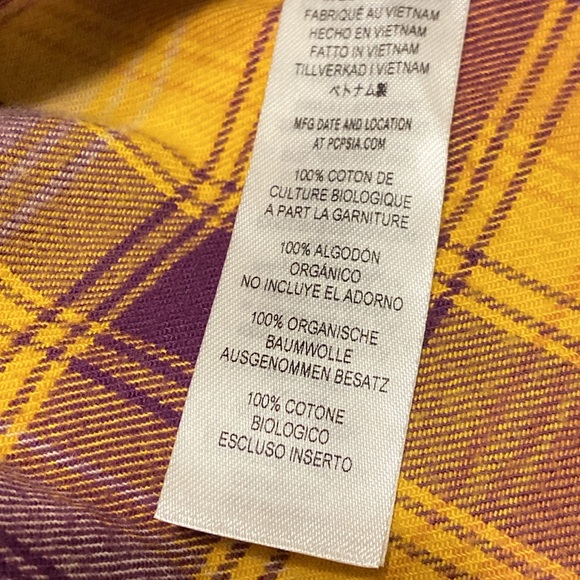 FABRIQUÉ AU VIETNAM
HECHO EN VIETNAM
FATTO IN VIETNAM
TILLVERKAD I VIETNAM
ベトナム製
MFG DATE AND LOCATION
AT PCPSIA.COM
100% COTON DE
CULTURE BIOLOGIQUE
A PART LA GARNITURE
100% ALGODÓN
ORGÁNICO
NO INCLUYE EL ADORNO
100% ORGANISCHE
BAUMWOLLE
AUSGENOMMEN BESATZ
100% COTONE
BIOLOGICO
ESCLUSO INSERTO